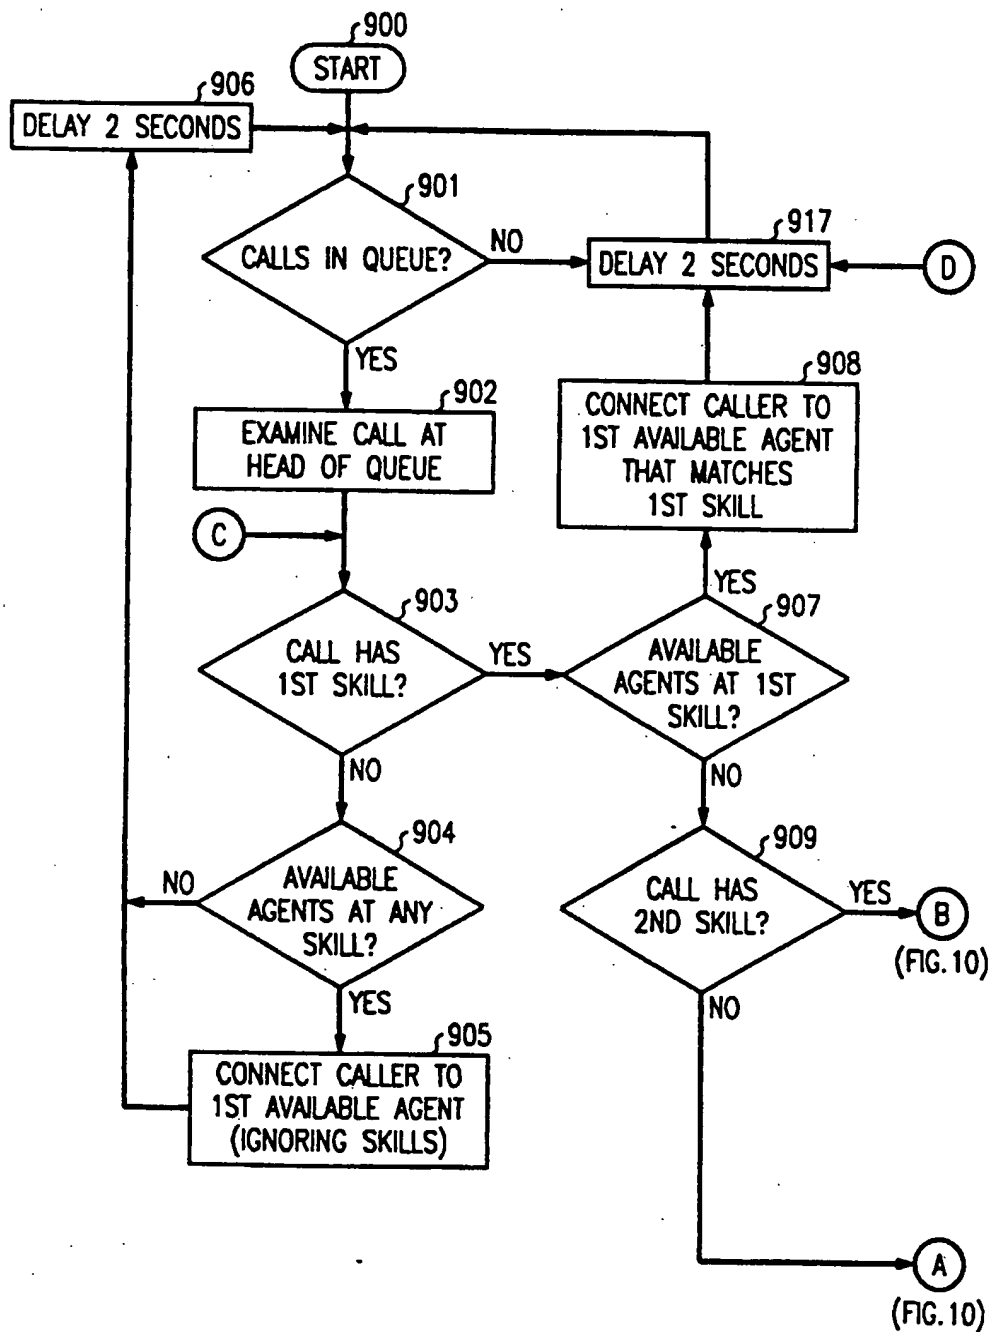 900
START
906
DELAY 2 SECONDS
901
CALLS IN QUEUE?
NO
917
DELAY 2 SECONDS
D
YES
902
EXAMINE CALL AT
HEAD OF QUEUE
908
CONNECT CALLER TO
1ST AVAILABLE AGENT
THAT MATCHES
1ST SKILL
C
YES
903
CALL HAS
1ST SKILL?
YES
907
AVAILABLE
AGENTS AT 1ST
SKILL?
NO
NO
904
AVAILABLE
AGENTS AT ANY
SKILL?
NO
909
CALL HAS
2ND SKILL?
YES
B
(FIG.10)
YES
NO
905
CONNECT CALLER TO
1ST AVAILABLE AGENT
(IGNORING SKILLS)
A
(FIG.10)